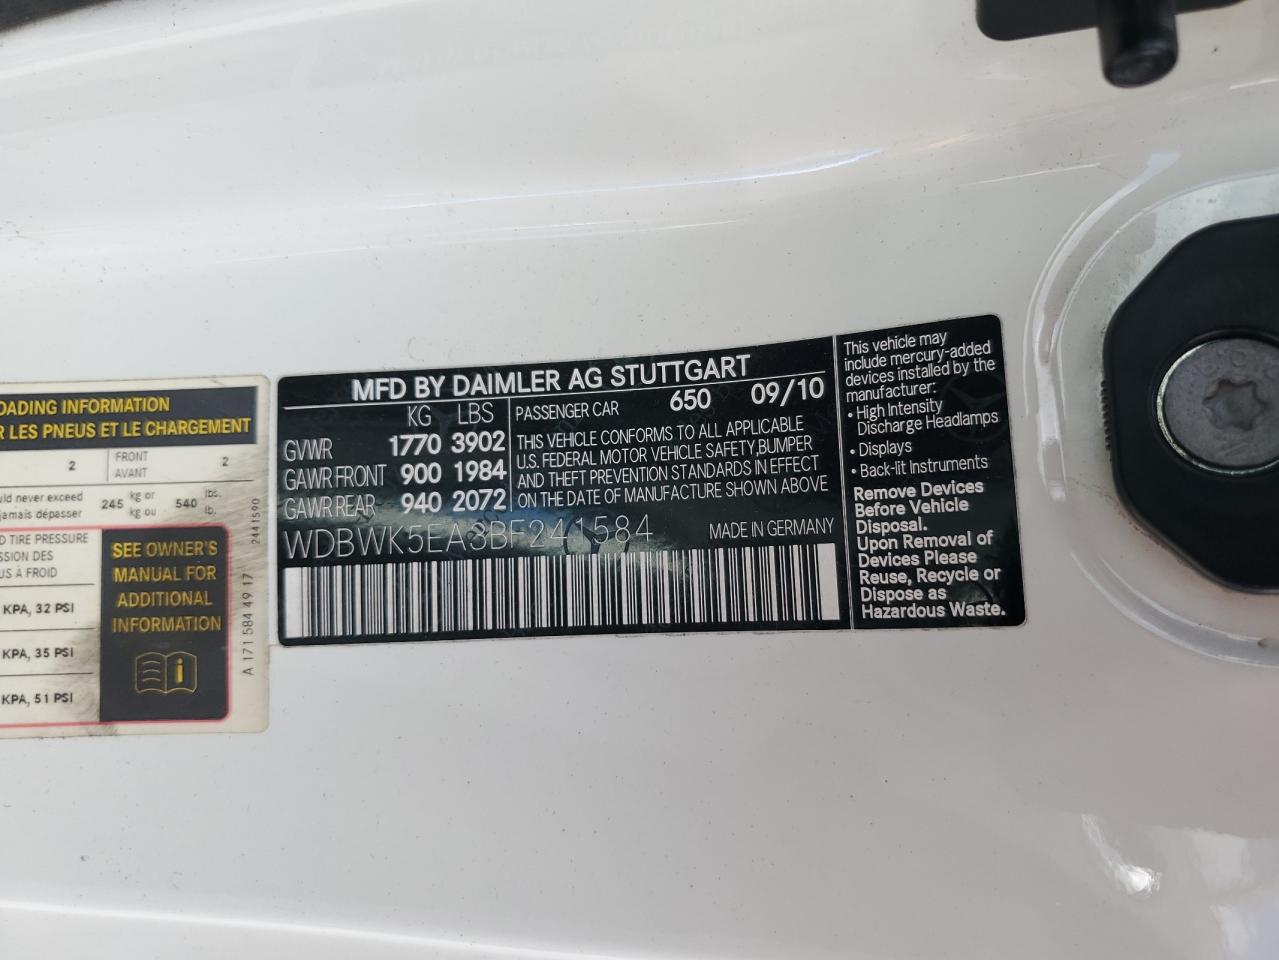 OADING INFORMATION
R LES PNEUS ET LE CHARGEMENT
2 FRONT AVANT 2
uld never exceed 245 kg or 540 lbs.
jamais dépasser kg ou lb.
D TIRE PRESSURE
SSION DES
US À FROID
KPA, 32 PSI
KPA, 35 PSI
KPA, 51 PSI
SEE OWNER'S
MANUAL FOR
ADDITIONAL
INFORMATION
i
A 171 584 49 17
2441590
MFD BY DAIMLER AG STUTTGART
KG LBS
GVWR 1770 3902
GAWR FRONT 900 1984
GAWR REAR 940 2072
PASSENGER CAR 650 09/10
THIS VEHICLE CONFORMS TO ALL APPLICABLE
U.S. FEDERAL MOTOR VEHICLE SAFETY,BUMPER
AND THEFT PREVENTION STANDARDS IN EFFECT
ON THE DATE OF MANUFACTURE SHOWN ABOVE
WDBWK5EA3BF241584 MADE IN GERMANY
This vehicle may
include mercury-added
devices installed by the
manufacturer:
• High Intensity
Discharge Headlamps
• Displays
• Back-lit Instruments
Remove Devices
Before Vehicle
Disposal.
Upon Removal of
Devices Please
Reuse, Recycle or
Dispose as
Hazardous Waste.